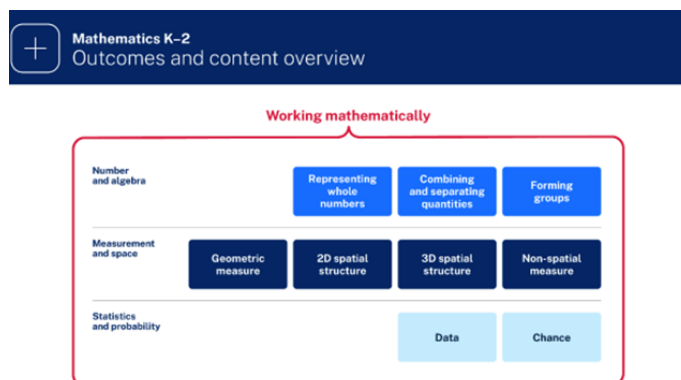 Mathematics K–2
Outcomes and content overview
Working mathematically
Number
and algebra
Representing
whole
numbers
Combining
and separating
quantities
Forming
groups
Measurement
and space
Geometric
measure
2D spatial
structure
3D spatial
structure
Non-spatial
measure
Statistics
and probability
Data
Chance